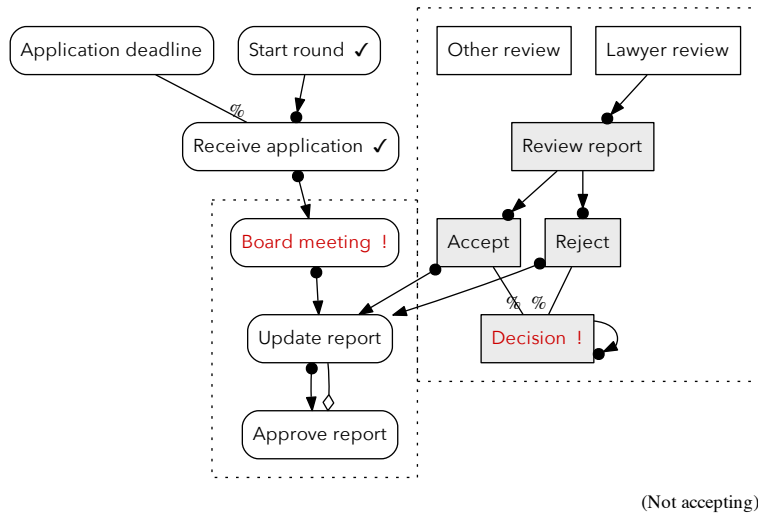 Application deadline
Start round ✓
Other review
Lawyer review
%
Receive application ✓
Review report
Board meeting !
Accept
Reject
% %
Update report
Decision !
Approve report
(Not accepting)